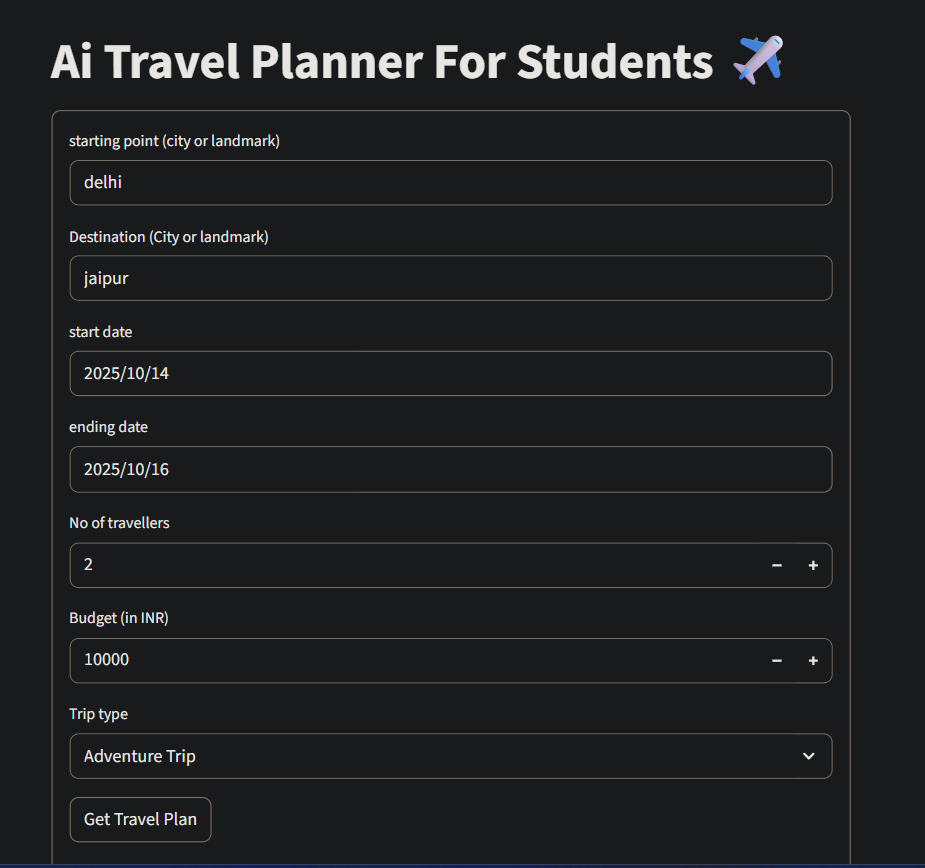 Ai Travel Planner For Students
starting point (city or landmark)
delhi
Destination (City or landmark)
jaipur
start date
2025/10/14
ending date
2025/10/16
No of travellers
2
Budget (in INR)
10000
Trip type
Adventure Trip
Get Travel Plan